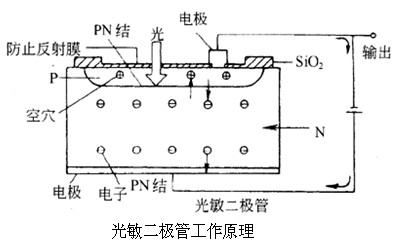 PN结
光
电极
防止反射膜
输出
SiO₂
P
空穴
N
电子
电极
PN结
光敏二极管
光敏二极管工作原理